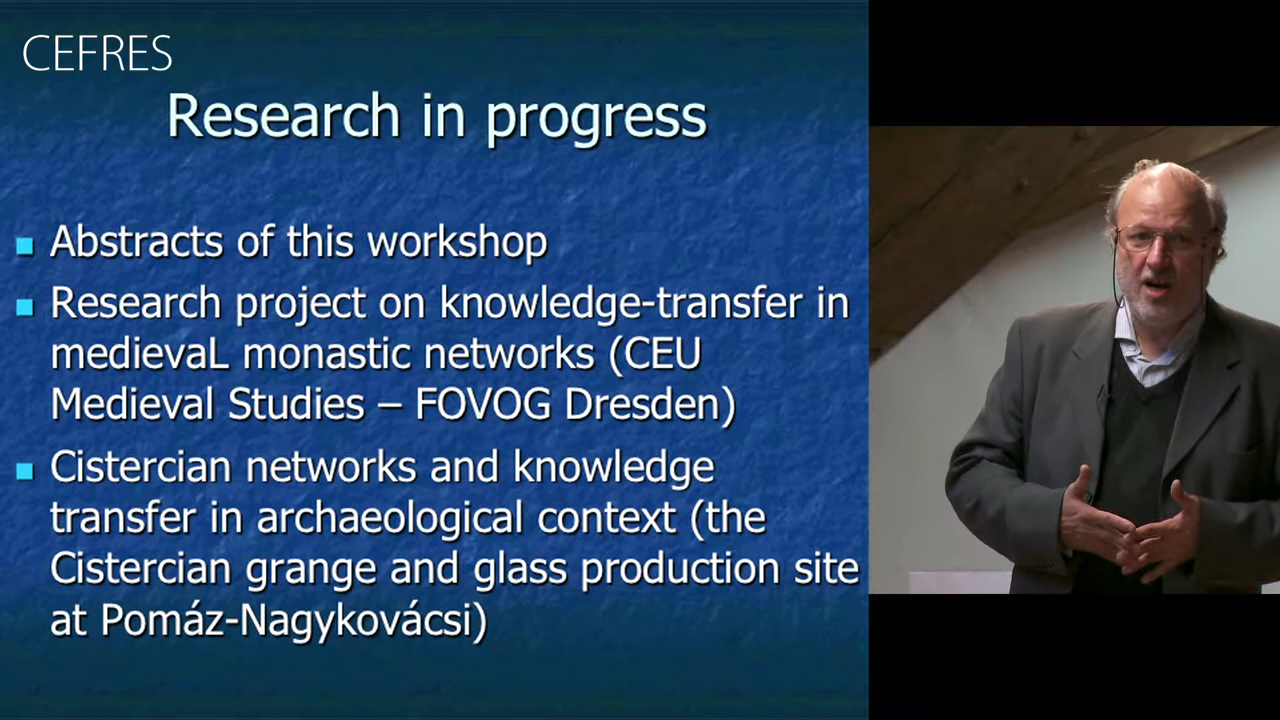 CEFRES
Research in progress
Abstracts of this workshop
Research project on knowledge-transfer in
medievaL monastic networks (CEU
Medieval Studies – FOVOG Dresden)
Cistercian networks and knowledge
transfer in archaeological context (the
Cistercian grange and glass production site
at Pomáz-Nagykovácsi)